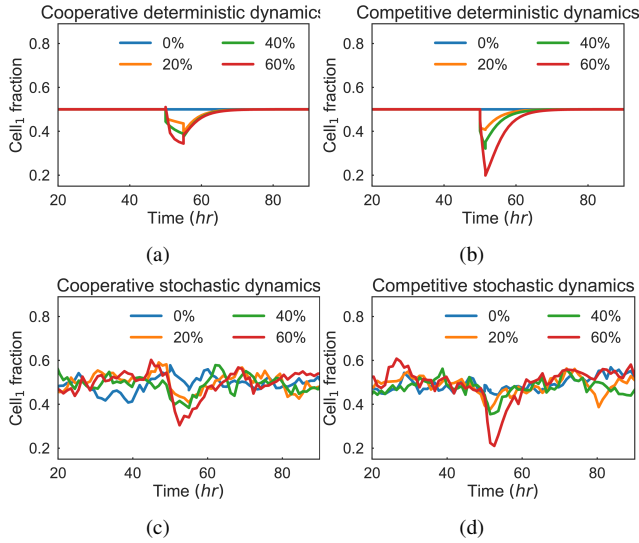 Cooperative deterministic dynamics
Competitive deterministic dynamics
0% 40%
20% 60%
0% 40%
20% 60%
Cell₁ fraction
0.8
0.6
0.4
0.2
20 40 60 80
Time (hr)
Cell₁ fraction
0.8
0.6
0.4
0.2
20 40 60 80
Time (hr)
(a)
(b)
Cooperative stochastic dynamics
Competitive stochastic dynamics
0% 40%
20% 60%
0% 40%
20% 60%
Cell₁ fraction
0.8
0.6
0.4
0.2
20 40 60 80
Time (hr)
Cell₁ fraction
0.8
0.6
0.4
0.2
20 40 60 80
Time (hr)
(c)
(d)